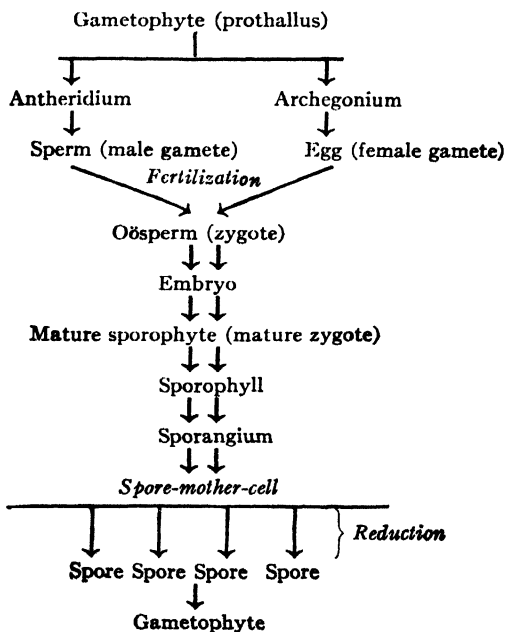 Gametophyte (prothallus)
Antheridium Archegonium
Sperm (male gamete) Egg (female gamete)
Fertilization
Oösperm (zygote)
Embryo
Mature sporophyte (mature zygote)
Sporophyll
Sporangium
Spore-mother-cell
Reduction
Spore Spore Spore Spore
Gametophyte